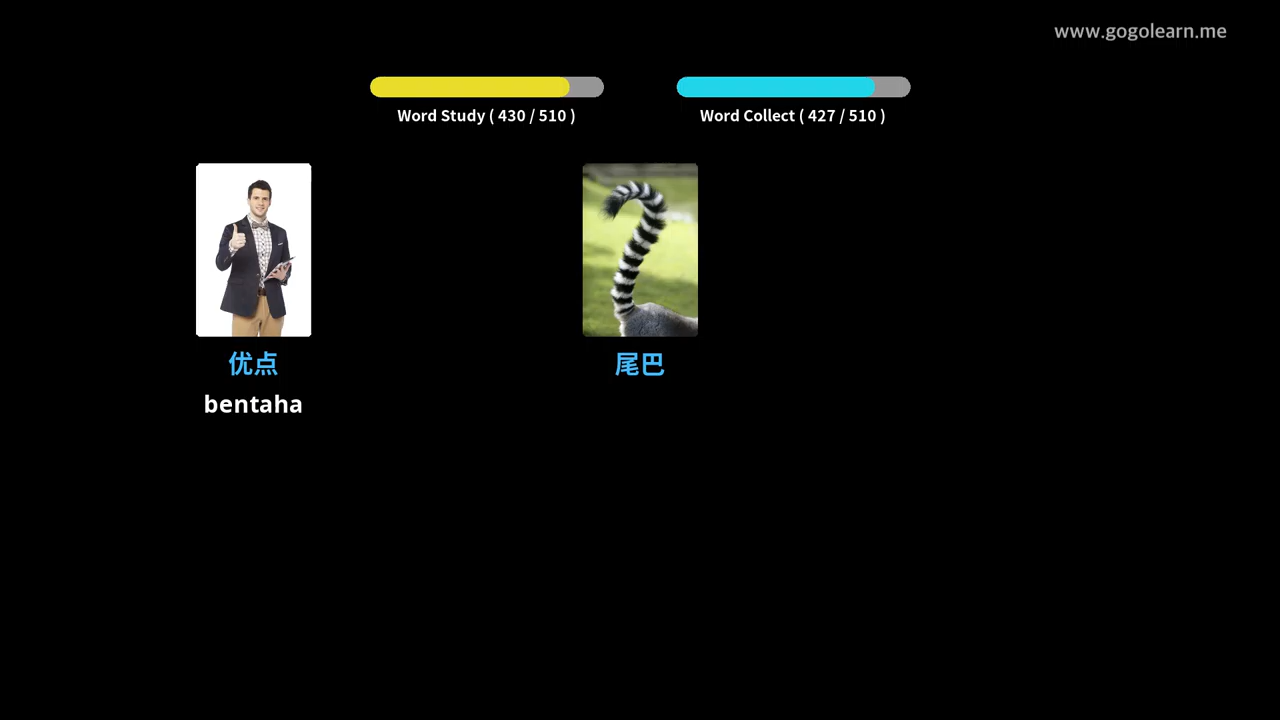 www.gogolearn.me
Word Study ( 430 / 510 )
Word Collect ( 427 / 510 )
优点
尾巴
bentaha